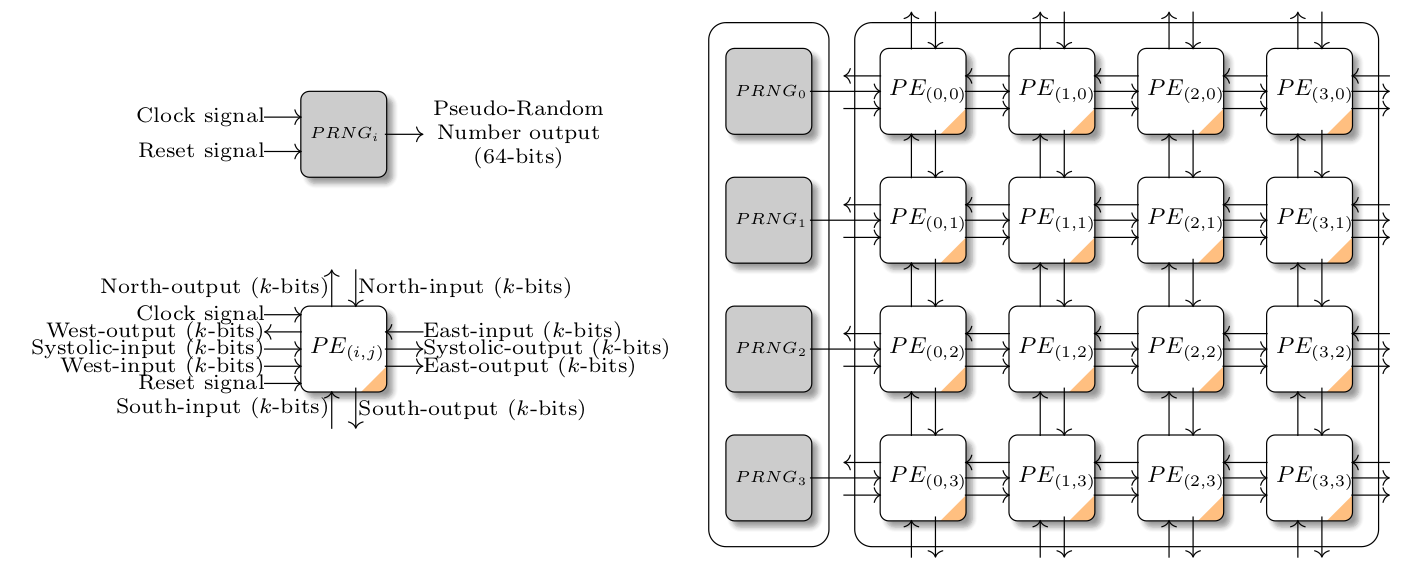 Clock signal
Reset signal
PRNG_i
Pseudo-Random
Number output
(64-bits)
North-output (k-bits)
North-input (k-bits)
Clock signal
West-output (k-bits)
Systolic-input (k-bits)
West-input (k-bits)
Reset signal
South-input (k-bits)
PE_(i,j)
East-input (k-bits)
Systolic-output (k-bits)
East-output (k-bits)
South-output (k-bits)
PRNG_0
PE_(0,0)
PE_(1,0)
PE_(2,0)
PE_(3,0)
PRNG_1
PE_(0,1)
PE_(1,1)
PE_(2,1)
PE_(3,1)
PRNG_2
PE_(0,2)
PE_(1,2)
PE_(2,2)
PE_(3,2)
PRNG_3
PE_(0,3)
PE_(1,3)
PE_(2,3)
PE_(3,3)